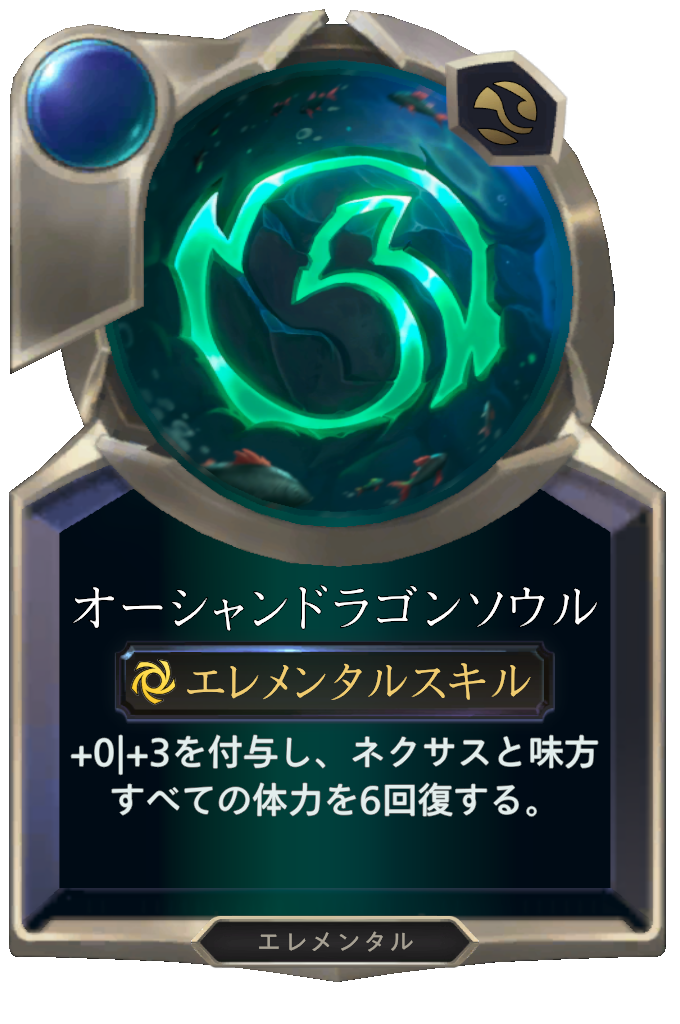 オーシャンドラゴンソウル
エレメンタルスキル
+0|+3を付与し、ネクサスと味方
すべての体力を6回復する。
エレメンタル